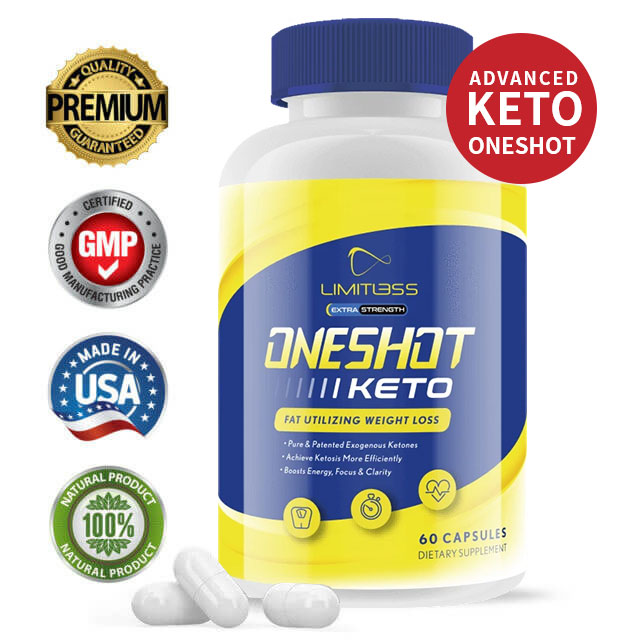 QUALITY
PREMIUM
GUARANTEED
CERTIFIED
GMP
GOOD MANUFACTURING PRACTICE
MADE IN
USA
NATURAL PRODUCT
100%
NATURAL PRODUCT
ADVANCED
KETO
ONESHOT
LIMITL3SS
EXTRA STRENGTH
ONESHOT
KETO
FAT UTILIZING WEIGHT LOSS
• Pure & Patented Exogenous Ketones
• Achieve Ketosis More Efficiently
• Boosts Energy, Focus & Clarity
60 CAPSULES
DIETARY SUPPLEMENT